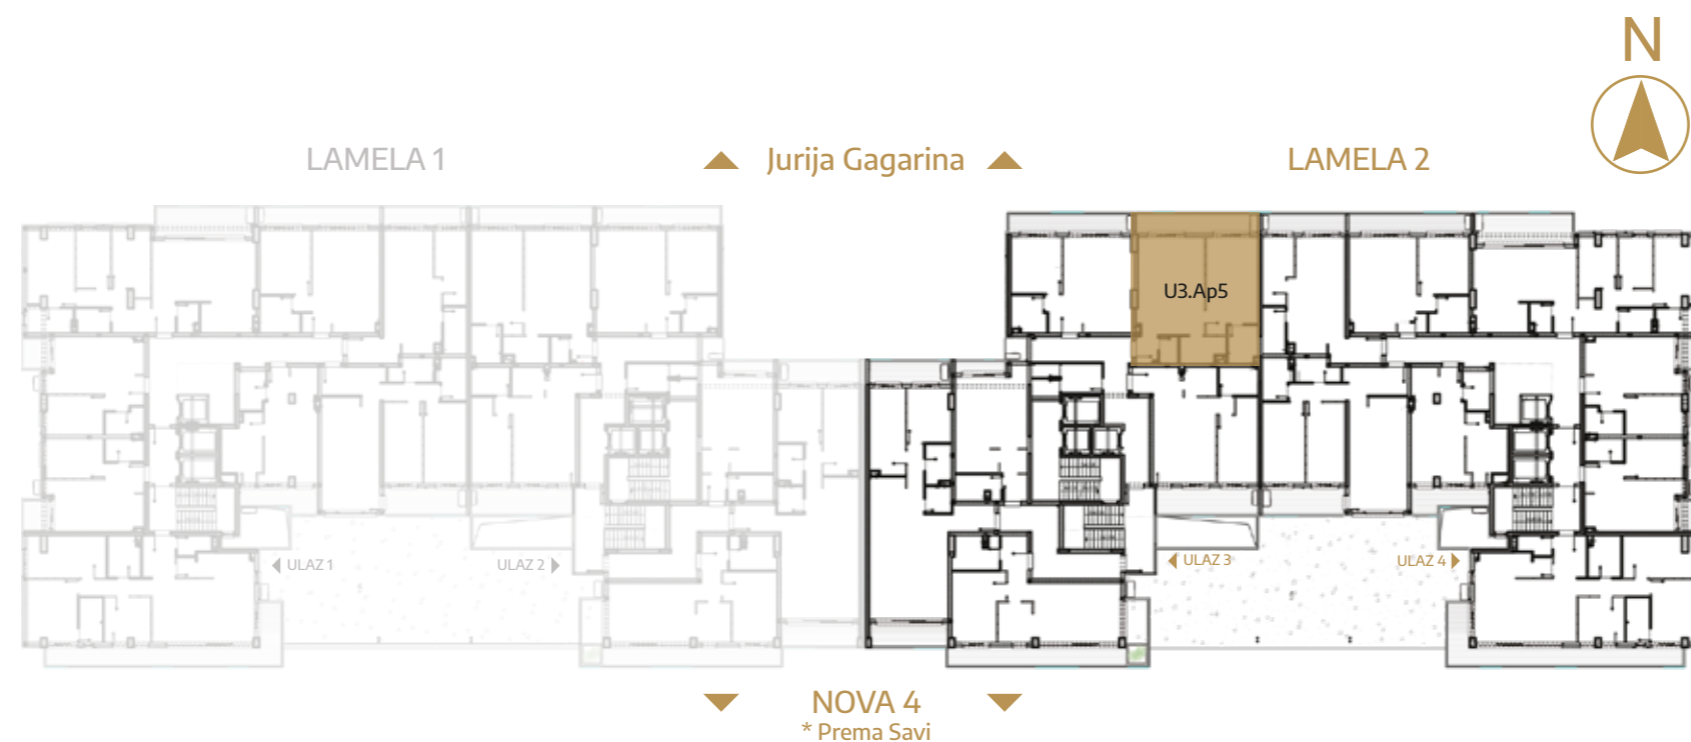 N
LAMELA 1
Jurija Gagarina
LAMELA 2
U3.Ap5
ULAZ 1
ULAZ 2
ULAZ 3
ULAZ 4
NOVA 4
* Prema Savi